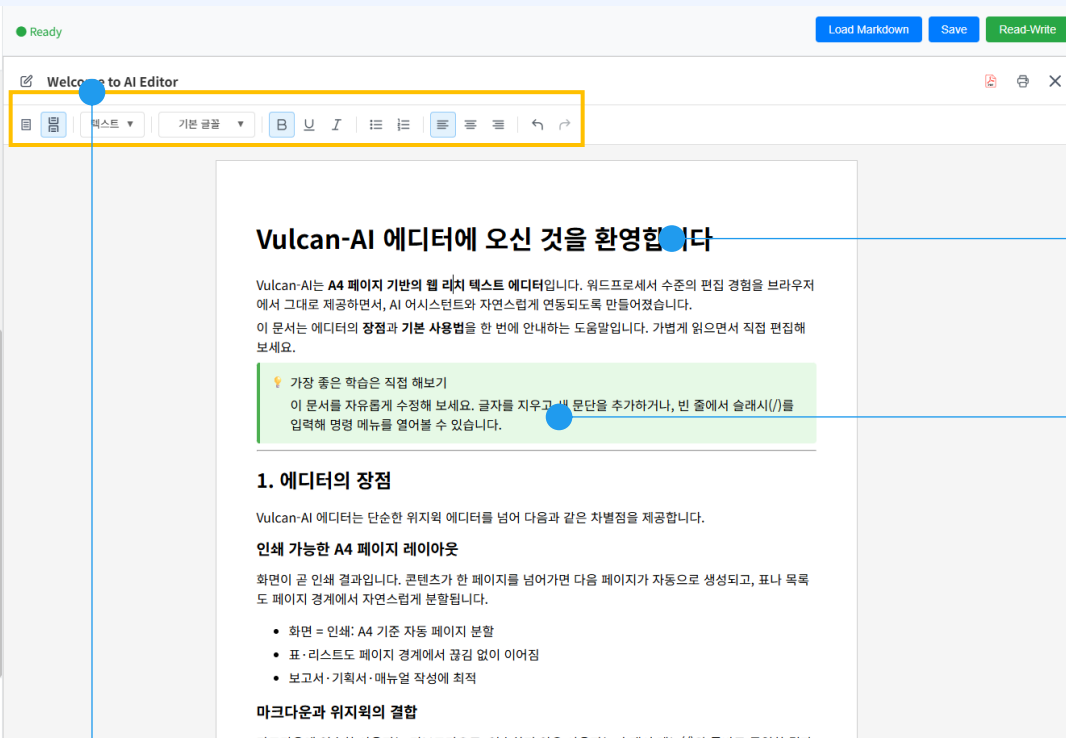 Ready
Load Markdown
Save
Read-Write
Welcome to AI Editor
텍스트
기본 글꼴
B U I
Vulcan-AI 에디터에 오신 것을 환영합니다
Vulcan-AI는 A4 페이지 기반의 웹 리치 텍스트 에디터입니다. 워드프로세서 수준의 편집 경험을 브라우저
에서 그대로 제공하면서, AI 어시스턴트와 자연스럽게 연동되도록 만들어졌습니다.
이 문서는 에디터의 장점과 기본 사용법을 한 번에 안내하는 도움말입니다. 가볍게 읽으면서 직접 편집해
보세요.
💡 가장 좋은 학습은 직접 해보기
이 문서를 자유롭게 수정해 보세요. 글자를 지우고 새 문단을 추가하거나, 빈 줄에서 슬래시(/)를
입력해 명령 메뉴를 열어볼 수 있습니다.
1. 에디터의 장점
Vulcan-AI 에디터는 단순한 위지윅 에디터를 넘어 다음과 같은 차별점을 제공합니다.
인쇄 가능한 A4 페이지 레이아웃
화면이 곧 인쇄 결과입니다. 콘텐츠가 한 페이지를 넘어가면 다음 페이지가 자동으로 생성되고, 표나 목록
도 페이지 경계에서 자연스럽게 분할됩니다.
• 화면 = 인쇄: A4 기준 자동 페이지 분할
• 표·리스트도 페이지 경계에서 끊김 없이 이어짐
• 보고서·기획서·매뉴얼 작성에 최적
마크다운과 위지윅의 결합